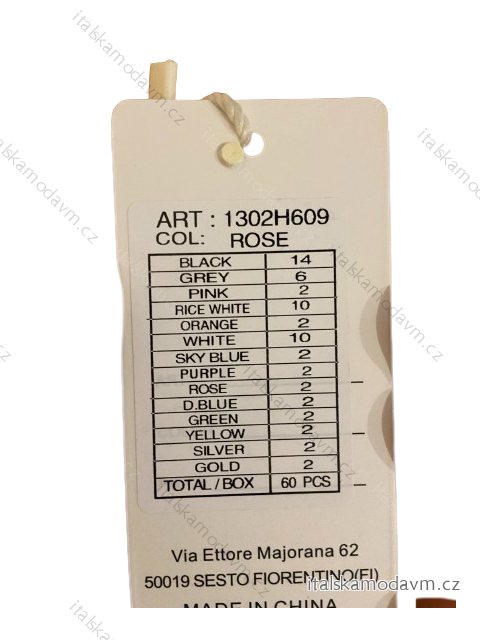 ART : 1302H609
COL: ROSE
BLACK 14
GREY 6
PINK 2
RICE WHITE 10
ORANGE 2
WHITE 10
SKY BLUE 2
PURPLE 2
ROSE 2
D.BLUE 2
GREEN 2
YELLOW 2
SILVER 2
GOLD 2
TOTAL / BOX 60 PCS
Via Ettore Majorana 62
50019 SESTO FIORENTINO(FI)
MADE IN CHINA
italskamodavm.cz